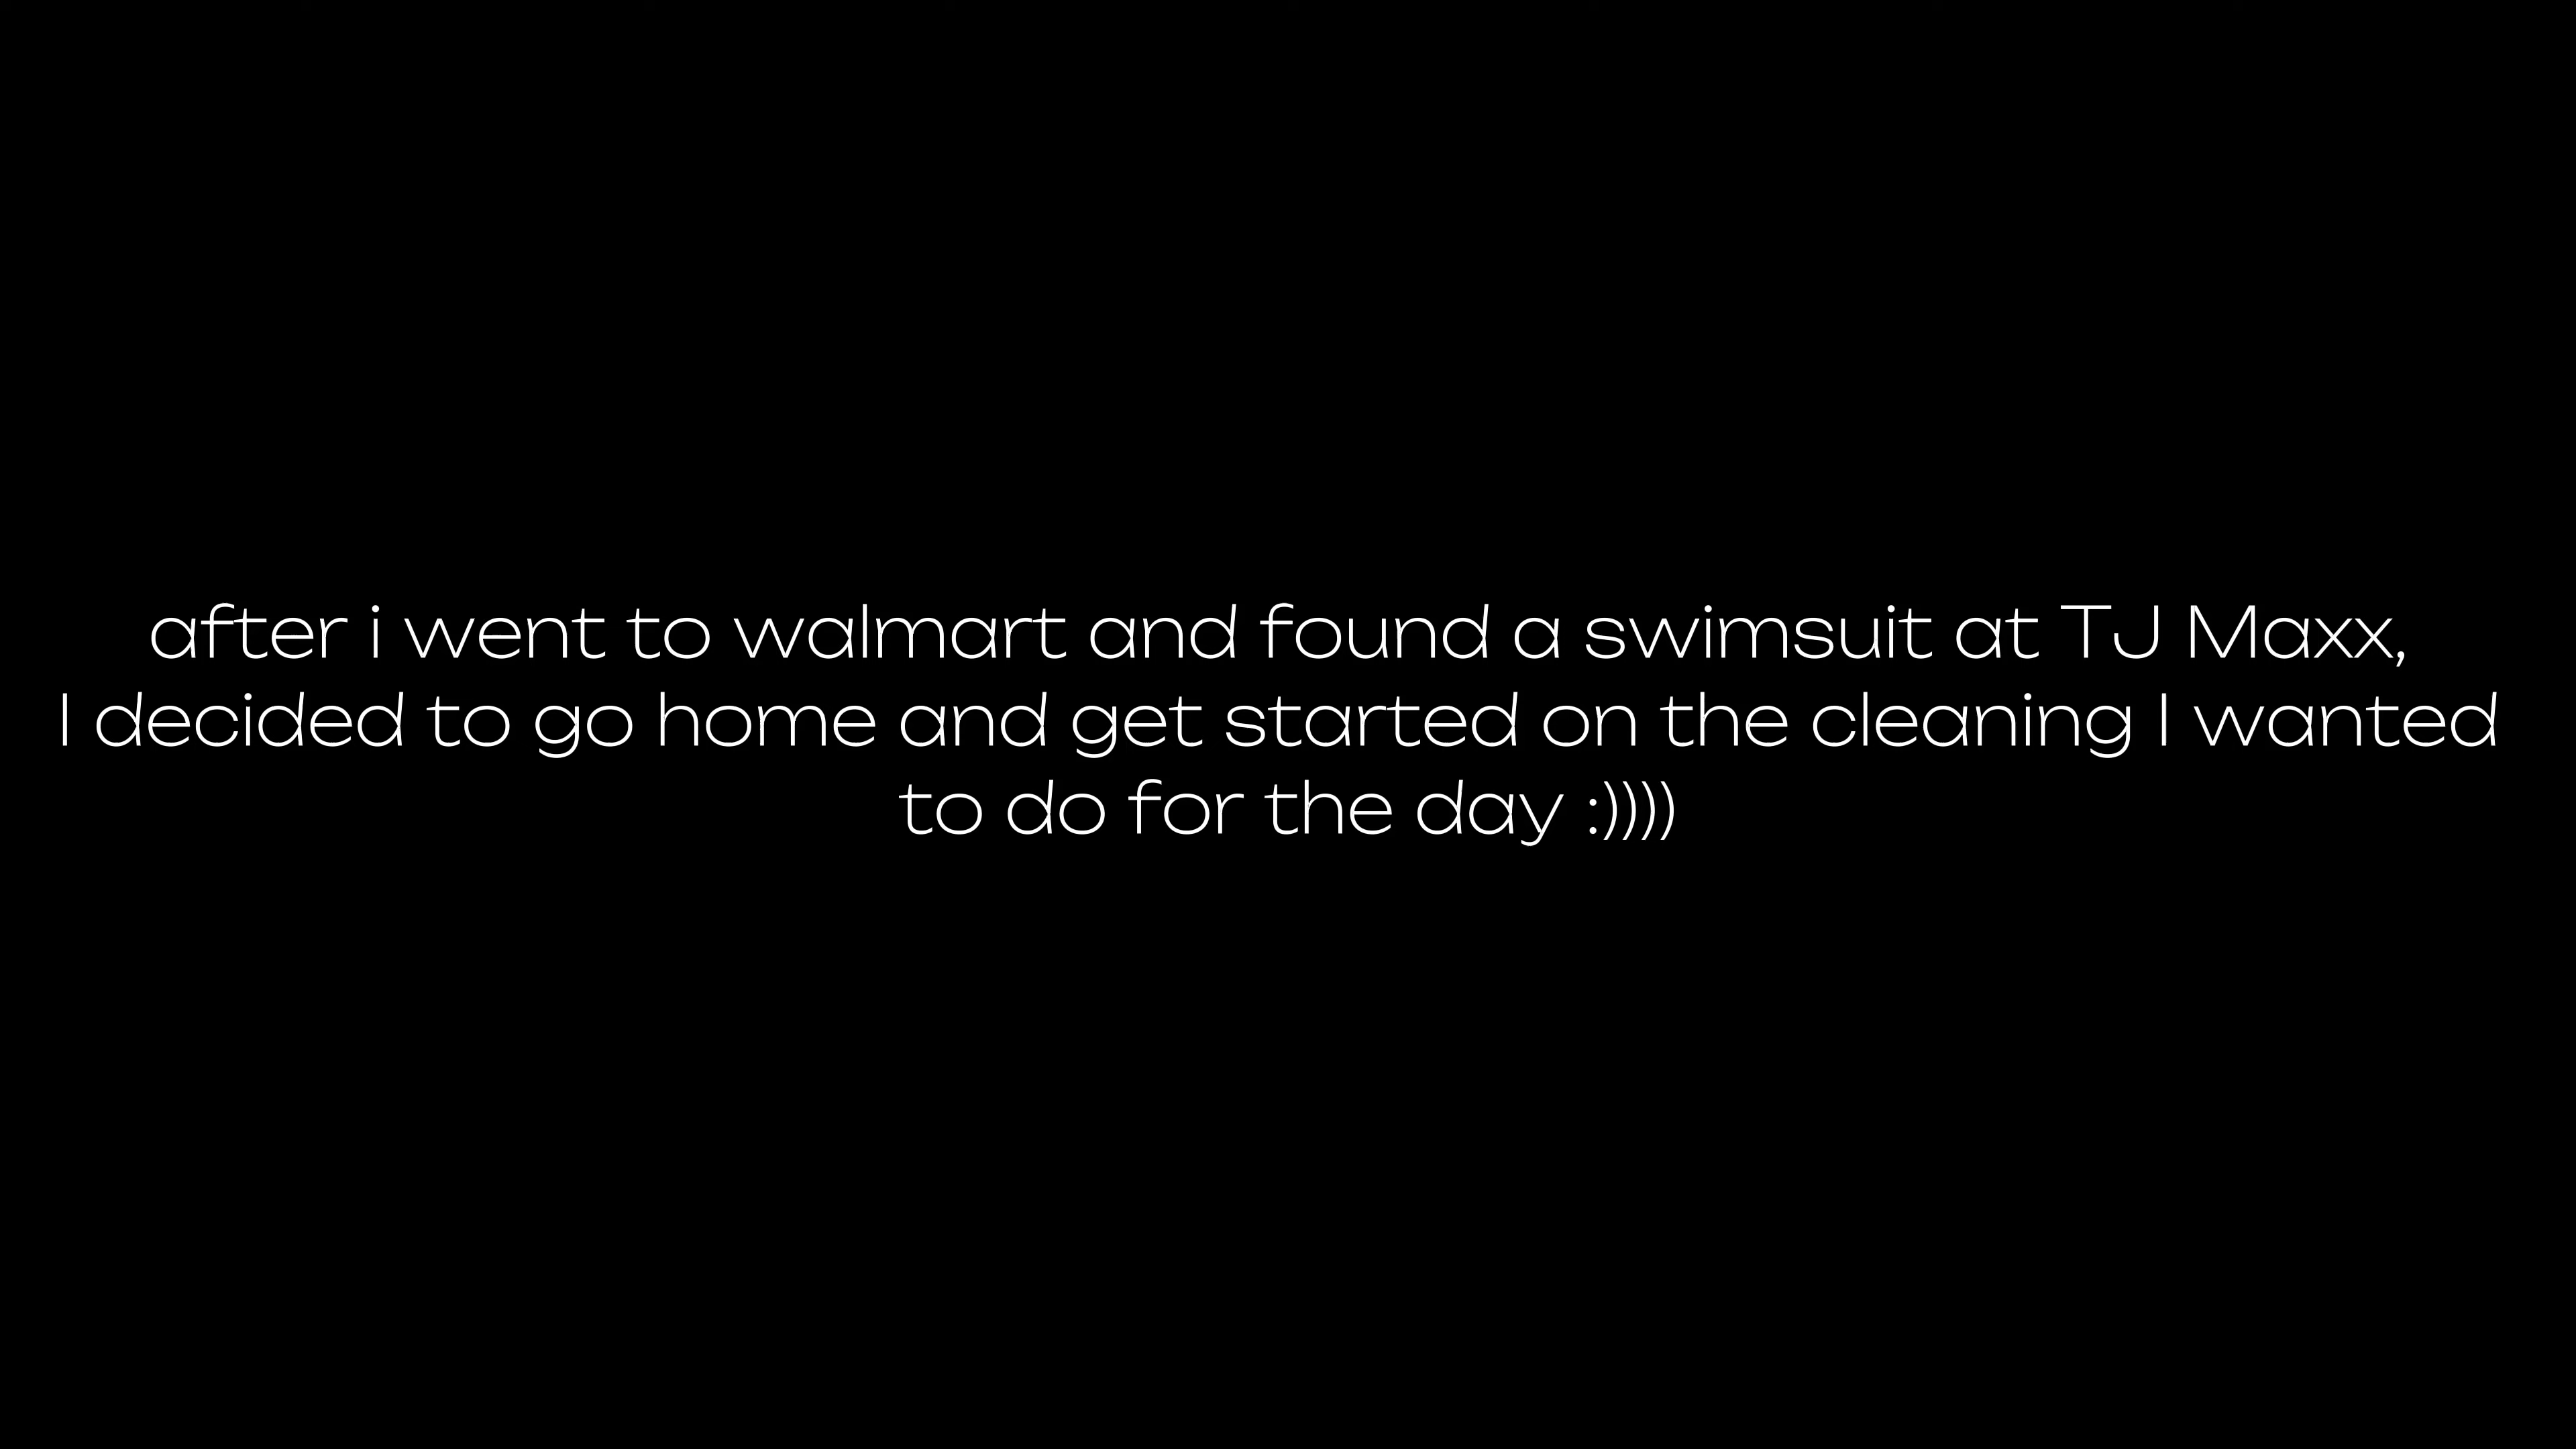 after i went to walmart and found a swimsuit at TJ Maxx,
I decided to go home and get started on the cleaning I wanted
to do for the day :))))